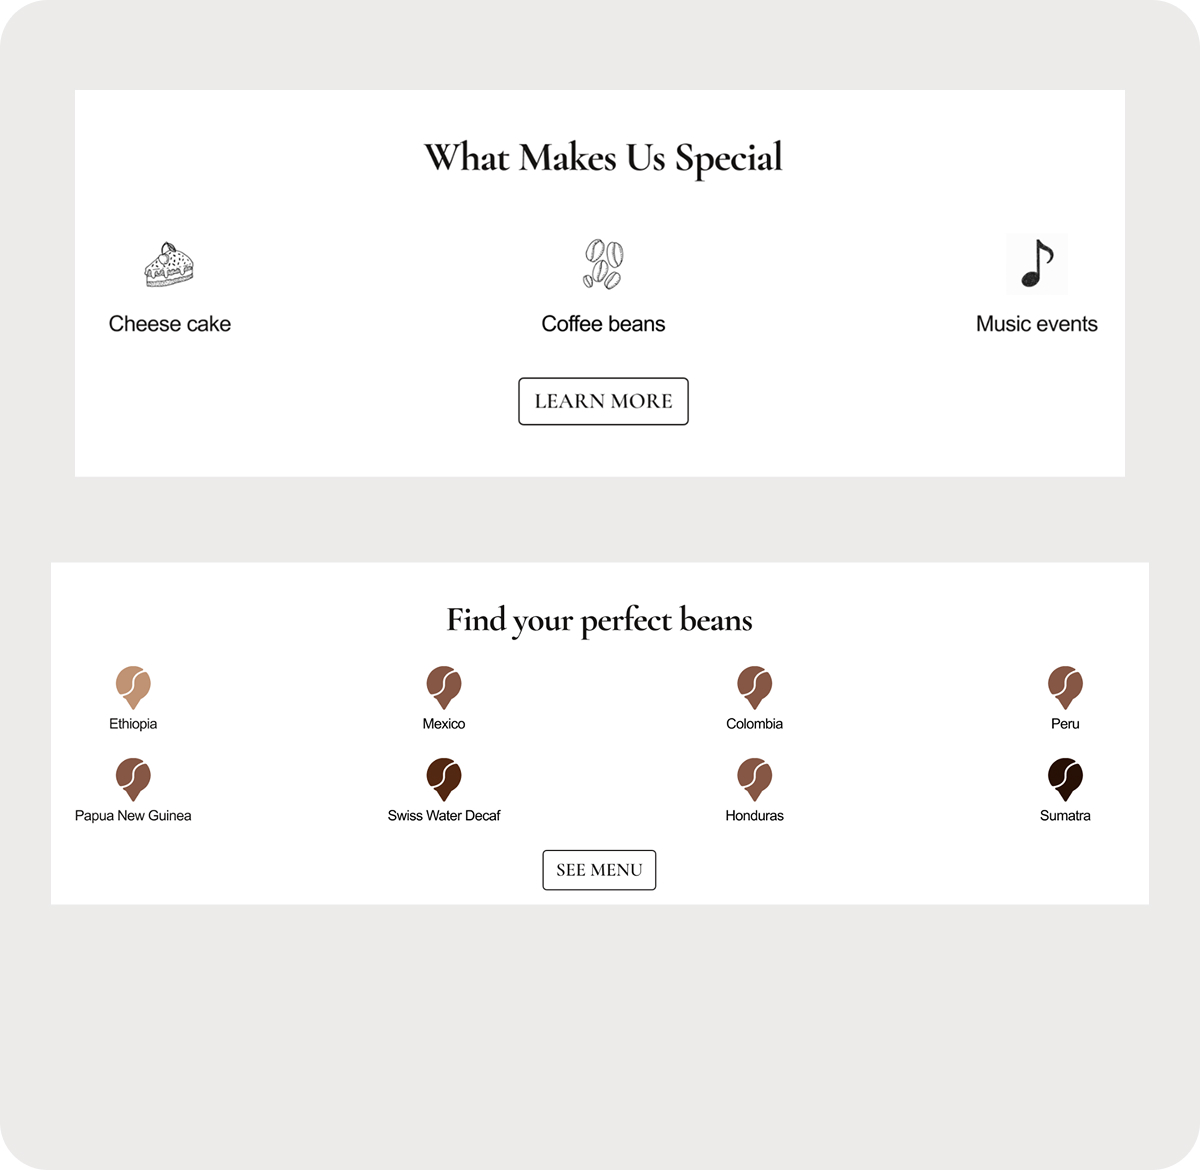 What Makes Us Special
Cheese cake
Coffee beans
Music events
LEARN MORE
Find your perfect beans
Ethiopia
Mexico
Colombia
Peru
Papua New Guinea
Swiss Water Decaf
Honduras
Sumatra
SEE MENU